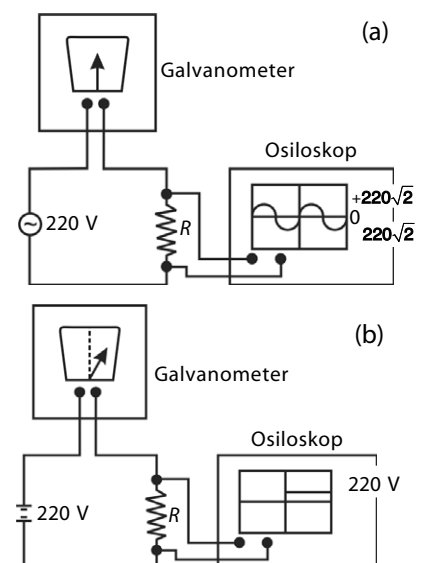 (a)
Galvanometer
Osiloskop
+220√2
0
220√2
220 V
R
(b)
Galvanometer
Osiloskop
220 V
220 V
R